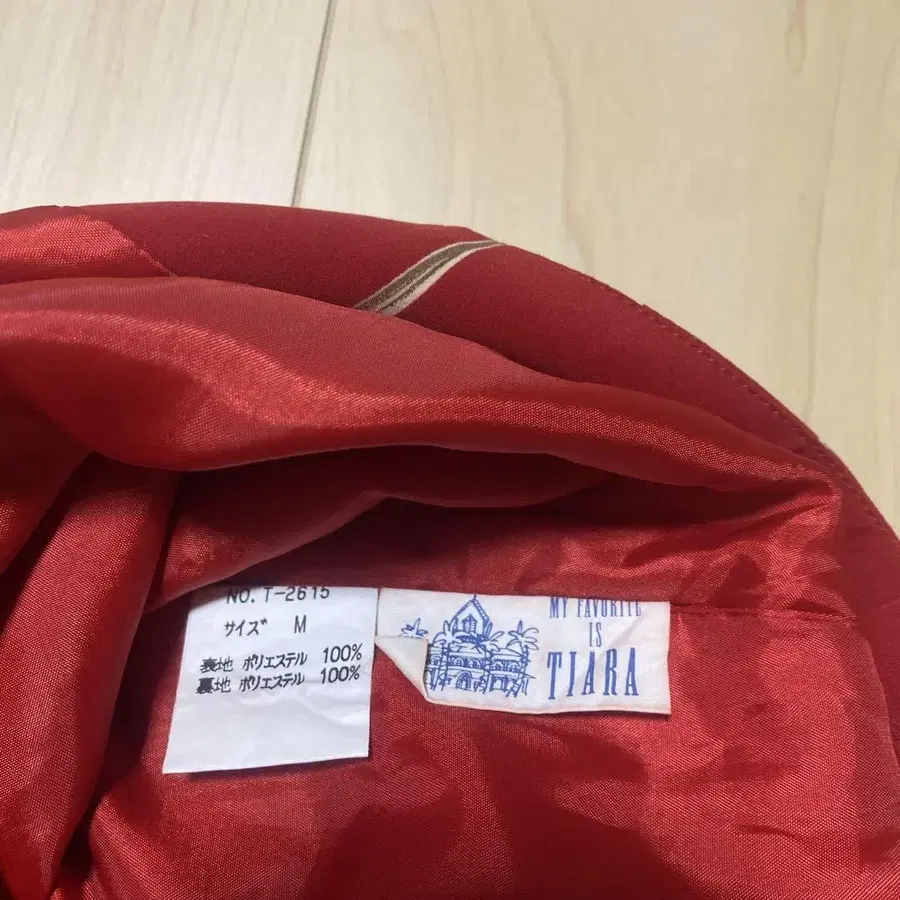 NO. T-2615
サイズ M
表地 ポリエステル 100%
裏地 ポリエステル 100%
MY FAVORITE
IS
TIARA